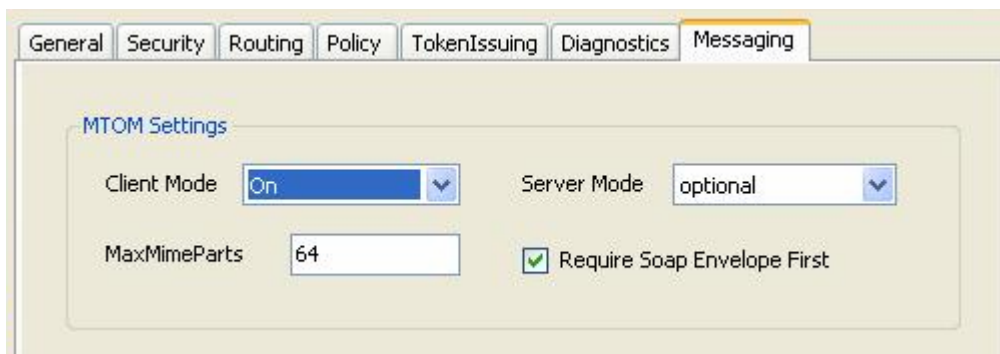 General Security Routing Policy TokenIssuing Diagnostics Messaging
MTOM Settings
Client Mode On Server Mode optional
MaxMimeParts 64 Require Soap Envelope First